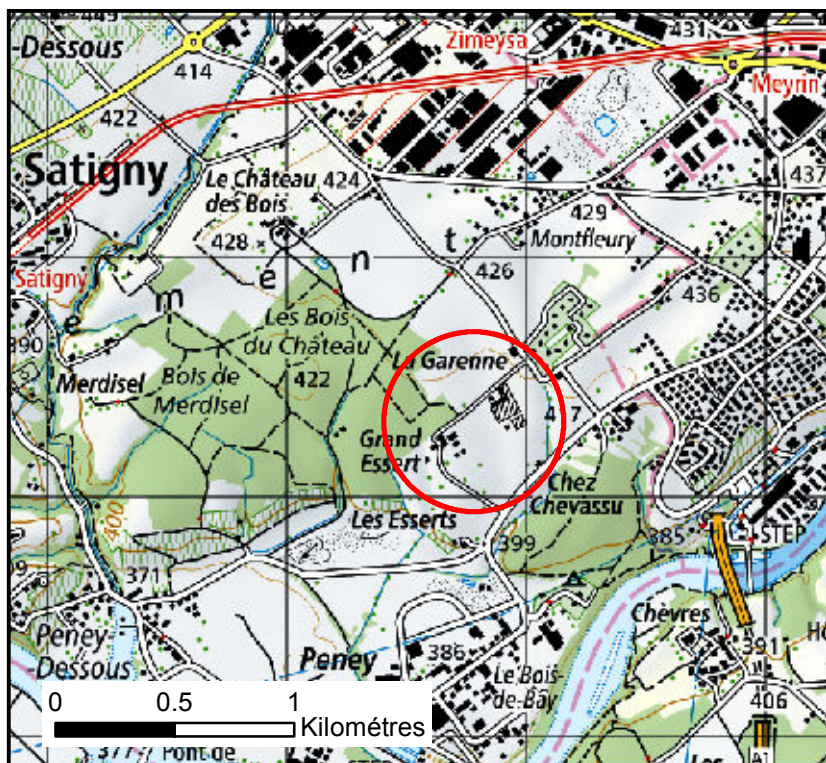 445
431
-Dessous
Zimeysa
414
Meyrin
422
Satigny
Le Château
des Bois
424
437
428
429
Montfleury
t
n
e
426
Satigny
m
436
e
Les Bois
du Château
390
La Garenne
Merdisel
Bois de
Merdisel
422
Grand
Essert
Chez
Chevassu
400
Les Esserts
399
385
STEP
371
Peney
-Dessous
Chèvres
Peney
386
391
Le Bois-
de-Bay
406
0 0.5 1
Kilométres
377
Pont de
A1